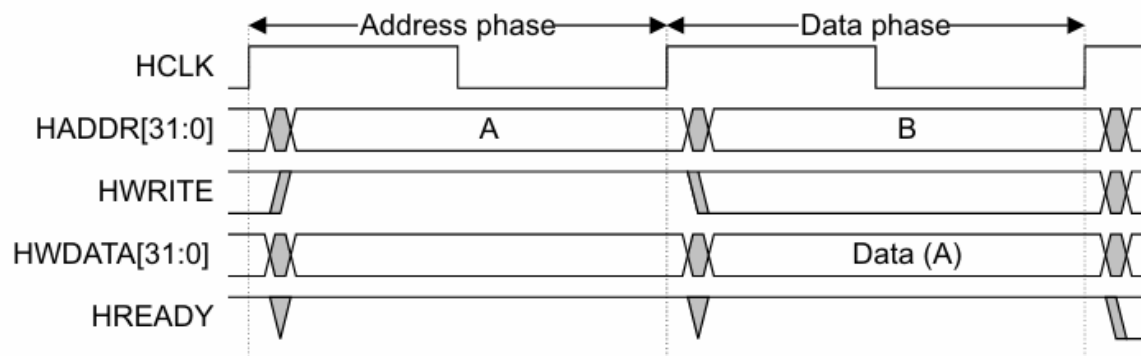 Address phase Data phase
HCLK
HADDR[31:0] A B
HWRITE
HWDATA[31:0] Data (A)
HREADY